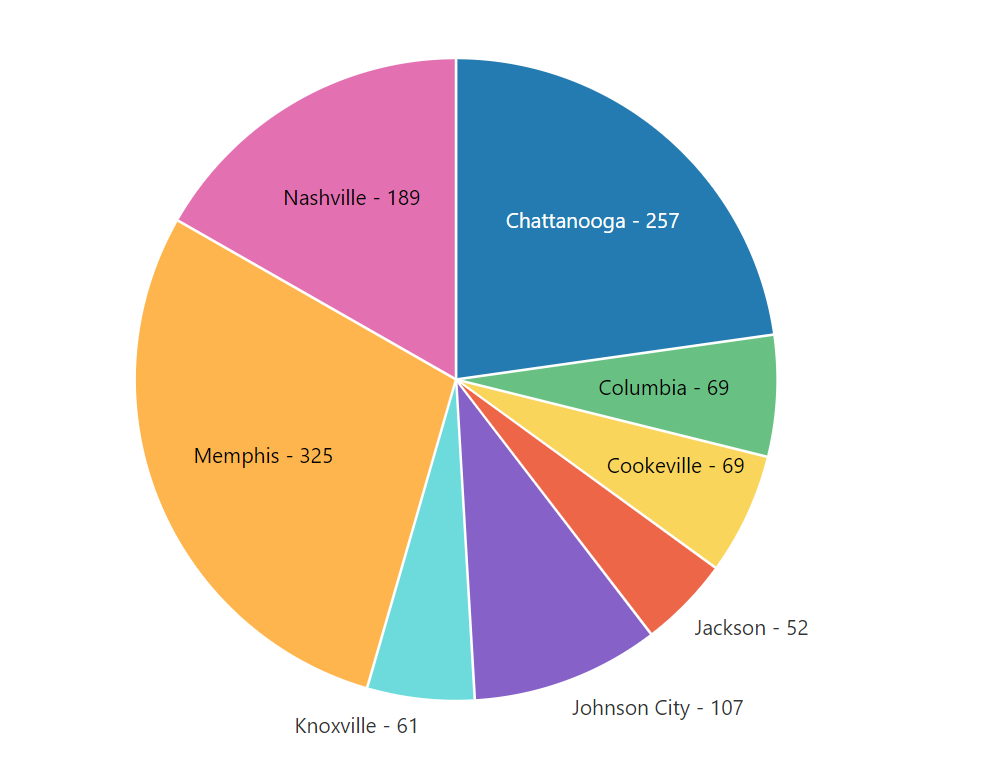 Nashville - 189
Chattanooga - 257
Columbia - 69
Memphis - 325
Cookeville - 69
Jackson - 52
Johnson City - 107
Knoxville - 61